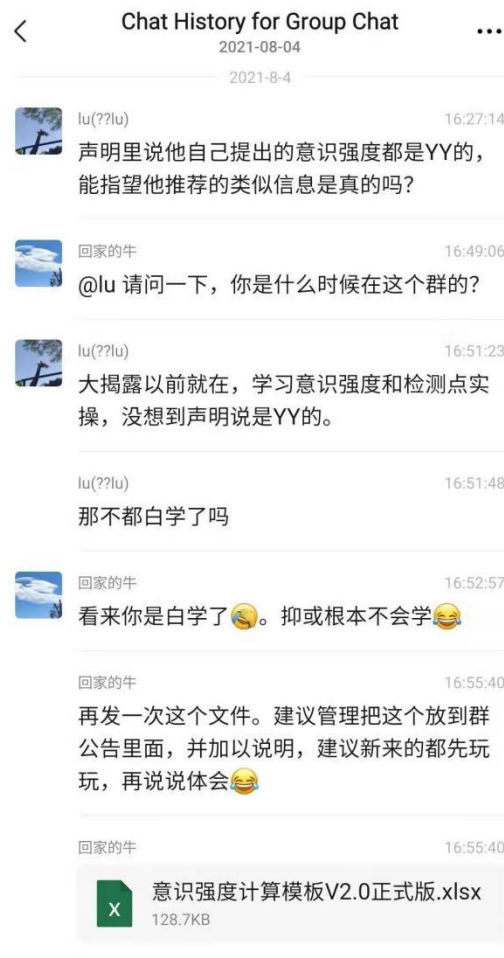 Chat History for Group Chat
2021-08-04
2021-8-4
lu(??lu)
16:27:14
声明里说他自己提出的意识强度都是YY的，
能指望他推荐的类似信息是真的吗？
回家的牛
16:49:06
@lu 请问一下，你是什么时候在这个群的？
lu(??lu)
16:51:23
大揭露以前就在，学习意识强度和检测点实
操，没想到声明说是YY的。
lu(??lu)
16:51:48
那不都白学了吗
回家的牛
16:52:57
看来你是白学了🤣。抑或根本不会学😂
回家的牛
16:55:40
再发一次这个文件。建议管理把这个放到群
公告里面，并加以说明，建议新来的都先玩
玩，再说说体会😂
回家的牛
16:55:40
X
意识强度计算模板V2.0正式版.xlsx
128.7KB